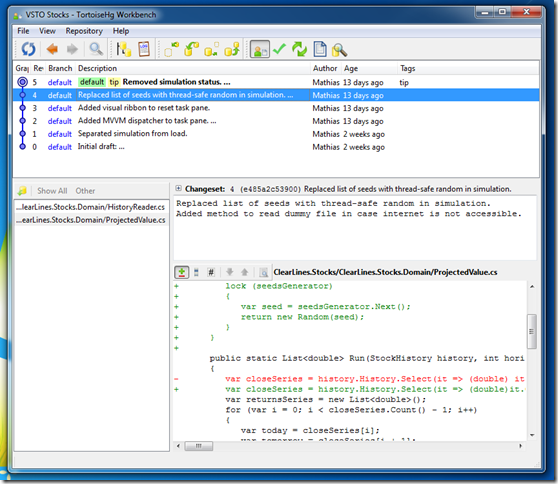 VSTO Stocks - TortoiseHg Workbench
File View Repository Help
Graj Re Branch Description Author Age Tags
5 default default tip Removed simulation status. ... Mathias 13 days ago tip
4 default Replaced list of seeds with thread-safe random in simulation. ... Mathias 13 days ago
3 default Added visual ribbon to reset task pane. Mathias 13 days ago
2 default Added MVVM dispatcher to task pane. ... Mathias 13 days ago
1 default Separated simulation from load. Mathias 2 weeks ago
0 default Initial draft: ... Mathias 2 weeks ago
Show All Other
Changeset: 4 (e485a2c53900) Replaced list of seeds with thread-safe random in simulation.
...learLines.Stocks.Domain/HistoryReader.cs
...earLines.Stocks.Domain/ProjectedValue.cs
Replaced list of seeds with thread-safe random in simulation.
Added method to read dummy file in case internet is not accessible.
# ClearLines.Stocks/ClearLines.Stocks.Domain/ProjectedValue.cs
+ lock (seedsGenerator)
+ {
+ var seed = seedsGenerator.Next();
+ return new Random(seed);
+ }
+ }
+
public static List<double> Run(StockHistory history, int hori
{
- var closeSeries = history.History.Select(it => (double) it
+ var closeSeries = history.History.Select(it => (double)it.
var returnsSeries = new List<double>();
for (var i = 0; i < closeSeries.Count() - 1; i++)
{
var today = closeSeries[i];
var tomorrow = closeSeries[i + 1];